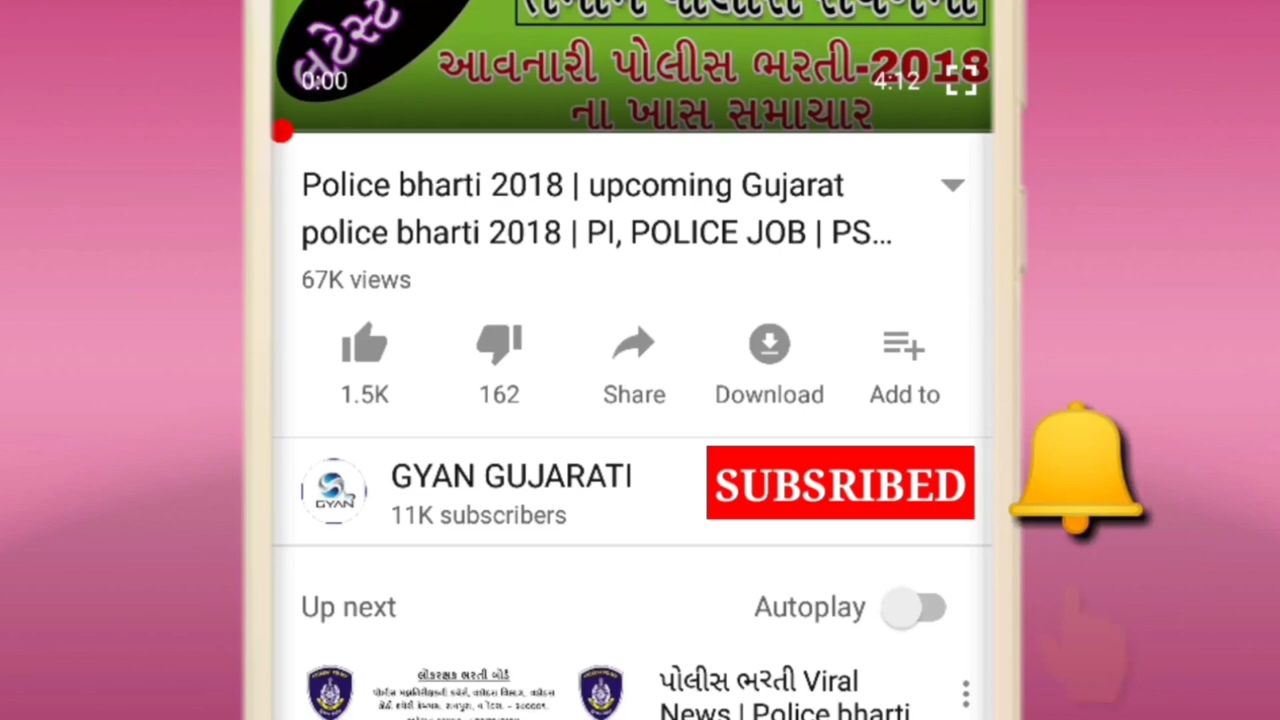 લેટેસ્ટ
આવનારી પોલીસ ભરતી-2018
ના ખાસ સમાચાર
0:00
4:12
Police bharti 2018 | upcoming Gujarat
police bharti 2018 | PI, POLICE JOB | PS...
67K views
1.5K
162
Share
Download
Add to
GYAN
GYAN GUJARATI
11K subscribers
SUBSRIBED
Up next
Autoplay
લોકરક્ષક ભરતી બોર્ડ
પોલીસ ભરતી Viral
News | Police bharti